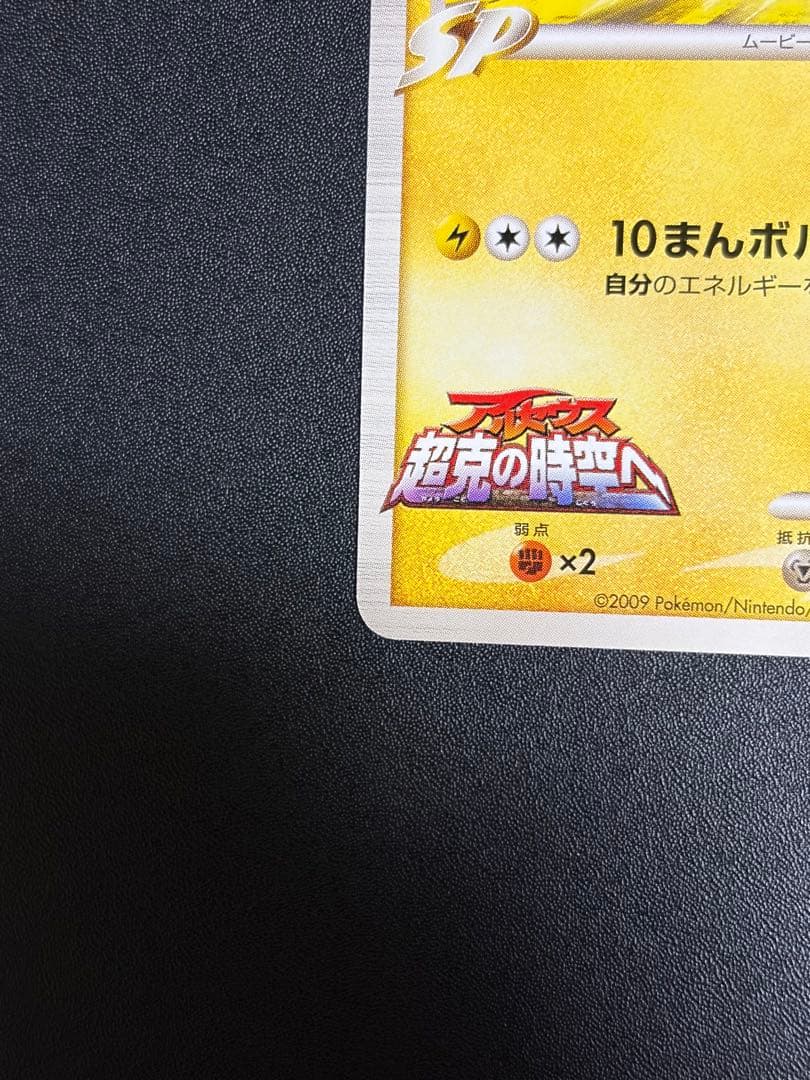 SP
ムービー
10まんボル
自分のエネルギーを
アルセウス
超克の時空へ
弱点
×2
抵抗
©2009 Pokémon/Nintendo/